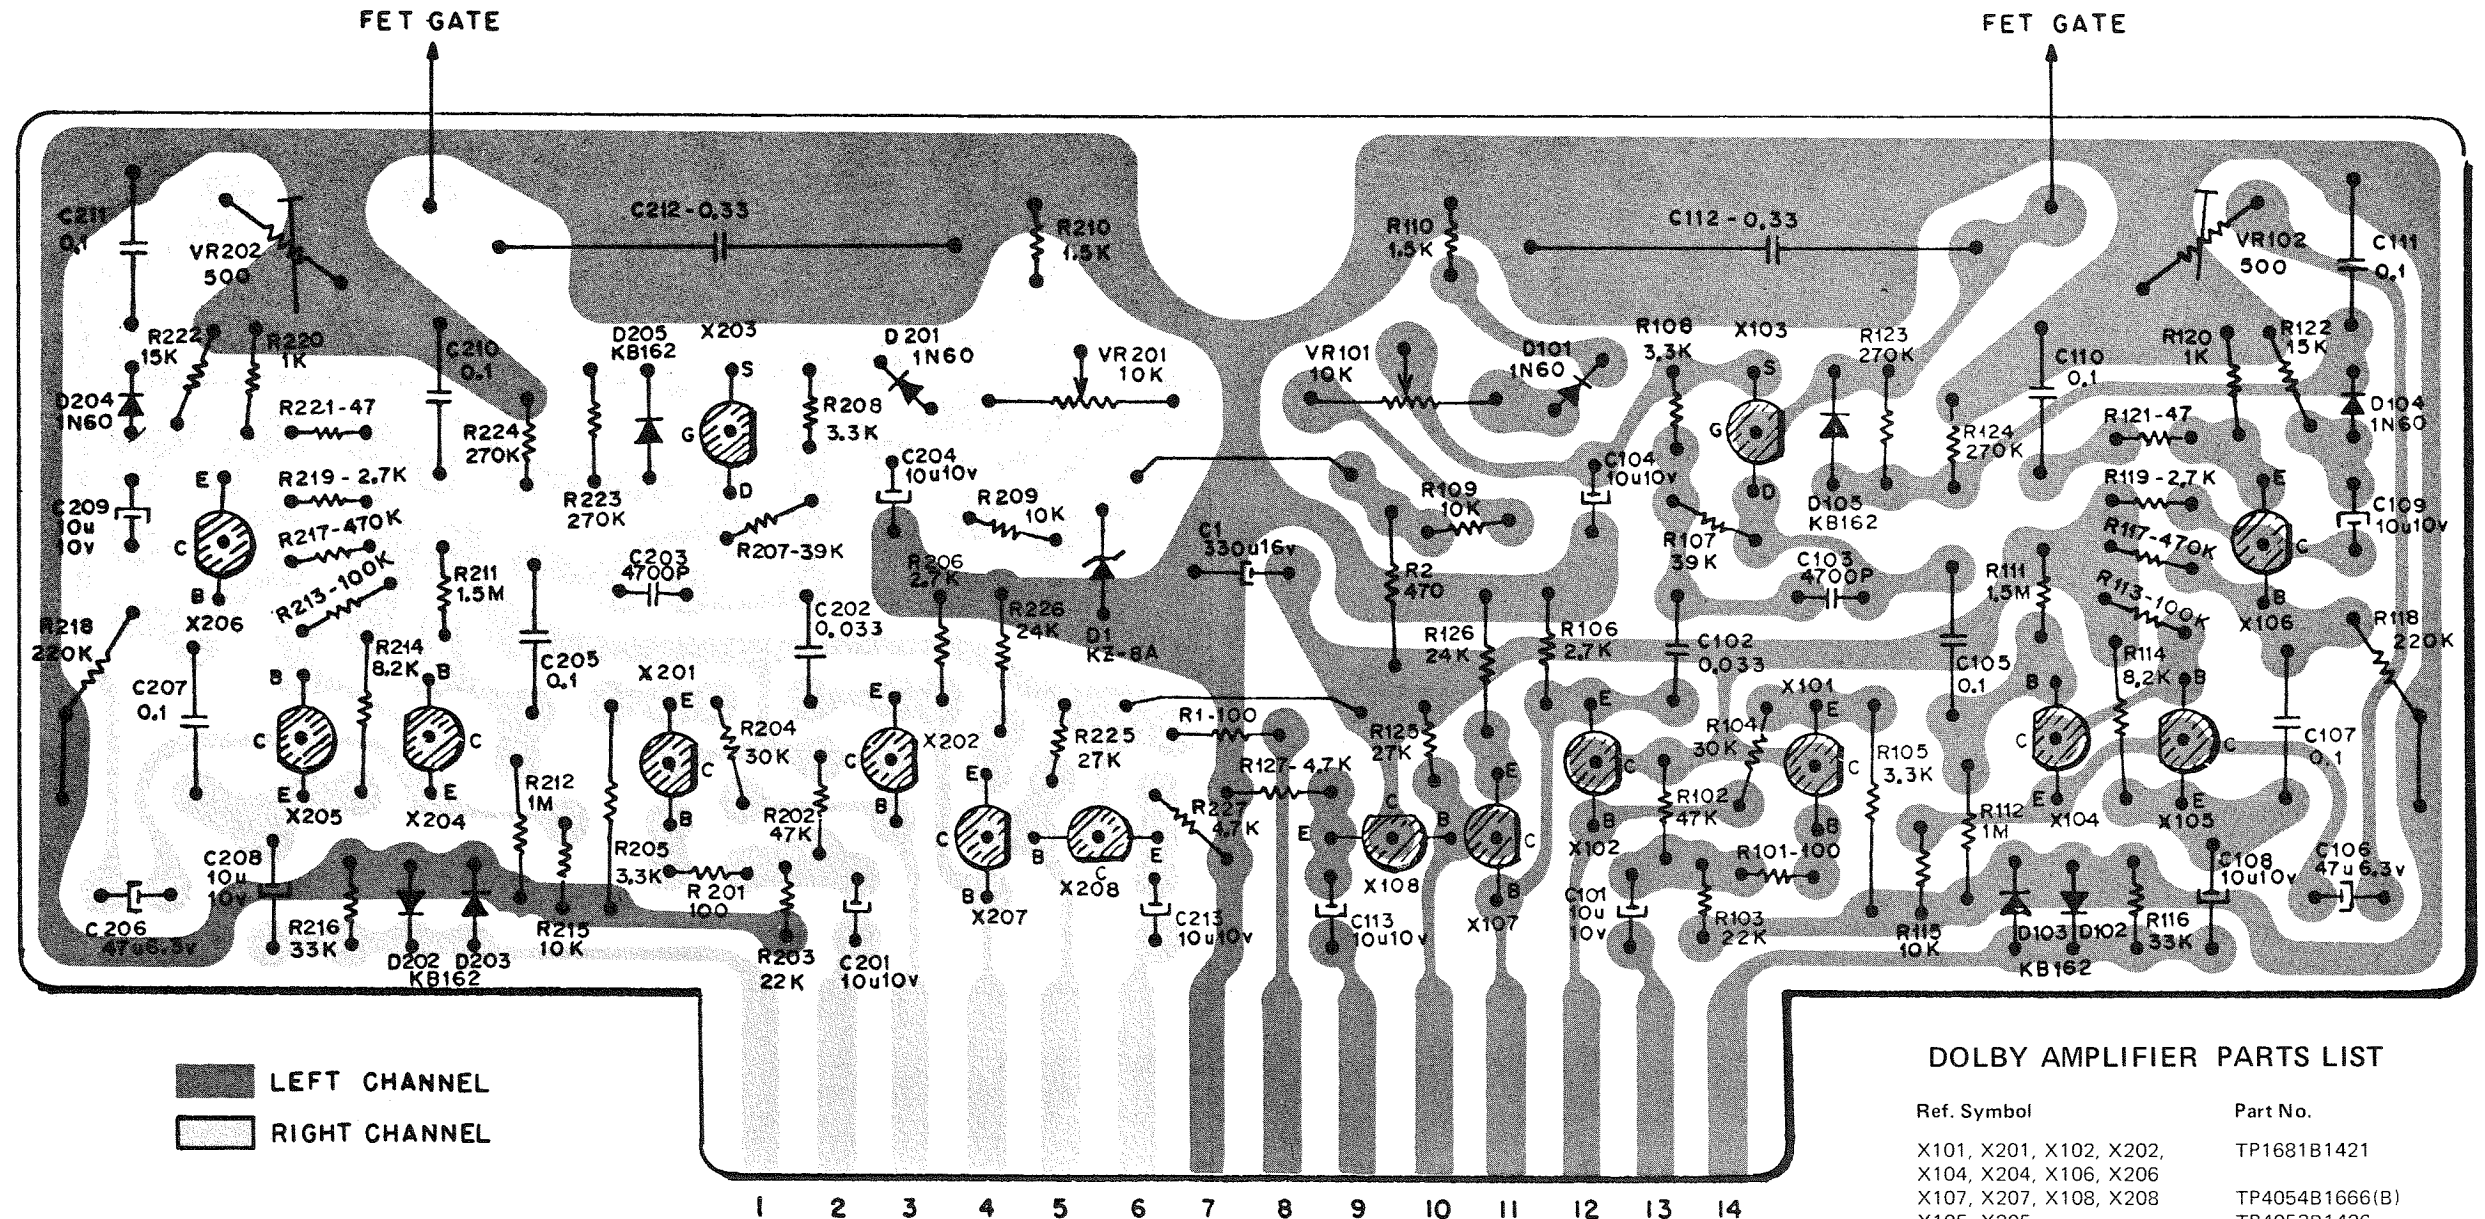 FET GATE
FET GATE
C211
0.1
VR202
500
C212-0.33
R210
1.5K
R110
1.5K
C112-0.33
VR102
500
C111
0.1
R222
15K
R220
1K
C210
0.1
D205
KB162
X203
D201
1N60
VR201
10K
VR101
10K
D101
1N60
R108
3.3K
X103
R123
270K
C110
0.1
R120
1K
R122
15K
D204
1N60
R221-47
R224
270K
S
G
D
R208
3.3K
S
G
D
R124
270K
R121-47
D104
1N60
E
R219-2.7K
R223
270K
C204
10u10v
R209
10K
R109
10K
C104
10u10v
D105
KB162
R119-2.7K
E
C209
10u
10v
C
R217-470K
R207-39K
C1
330u16v
R107
39K
R117-470K
C
C109
10u10v
R213-100K
B
X206
R211
1.5M
C203
4700P
R206
2.7K
R2
470
C103
4700P
R111
1.5M
R113-100K
B
X106
R218
220K
R214
8.2K
C205
0.1
C202
0.033
R226
24K
D1
KZ-8A
R126
24K
R106
2.7K
C102
0.033
C105
0.1
R114
8.2K
R118
220K
C207
0.1
B
C
E
X205
B
C
E
X204
X201
E
C
B
R204
30K
E
C
B
X202
R225
27K
R1-100
R125
27K
E
C
B
X102
R104
30K
X101
E
C
B
R105
3.3K
B
C
E
X104
B
C
E
X105
C107
0.1
R212
1M
R202
47K
E
C
B
X207
B
E
C
X208
R227
4.7K
R127-4.7K
C
E
B
X108
E
C
B
X107
R102
47K
R112
1M
C208
10u
10v
R205
3.3K
R201
100
R101-100
C108
10u10v
C106
47u6.3v
C206
47u6.3v
R216
33K
D202
D203
KB162
R215
10K
R203
22K
C201
10u10v
C213
10u10v
C113
10u10v
C101
10u
10v
R103
22K
R115
10K
D103
D102
KB162
R116
33K
LEFT CHANNEL
RIGHT CHANNEL
1 2 3 4 5 6 7 8 9 10 11 12 13 14
DOLBY AMPLIFIER PARTS LIST
Ref. Symbol Part No.
X101, X201, X102, X202, TP1681B1421
X104, X204, X106, X206
X107, X207, X108, X208 TP4054B1666(B)
X105, X205